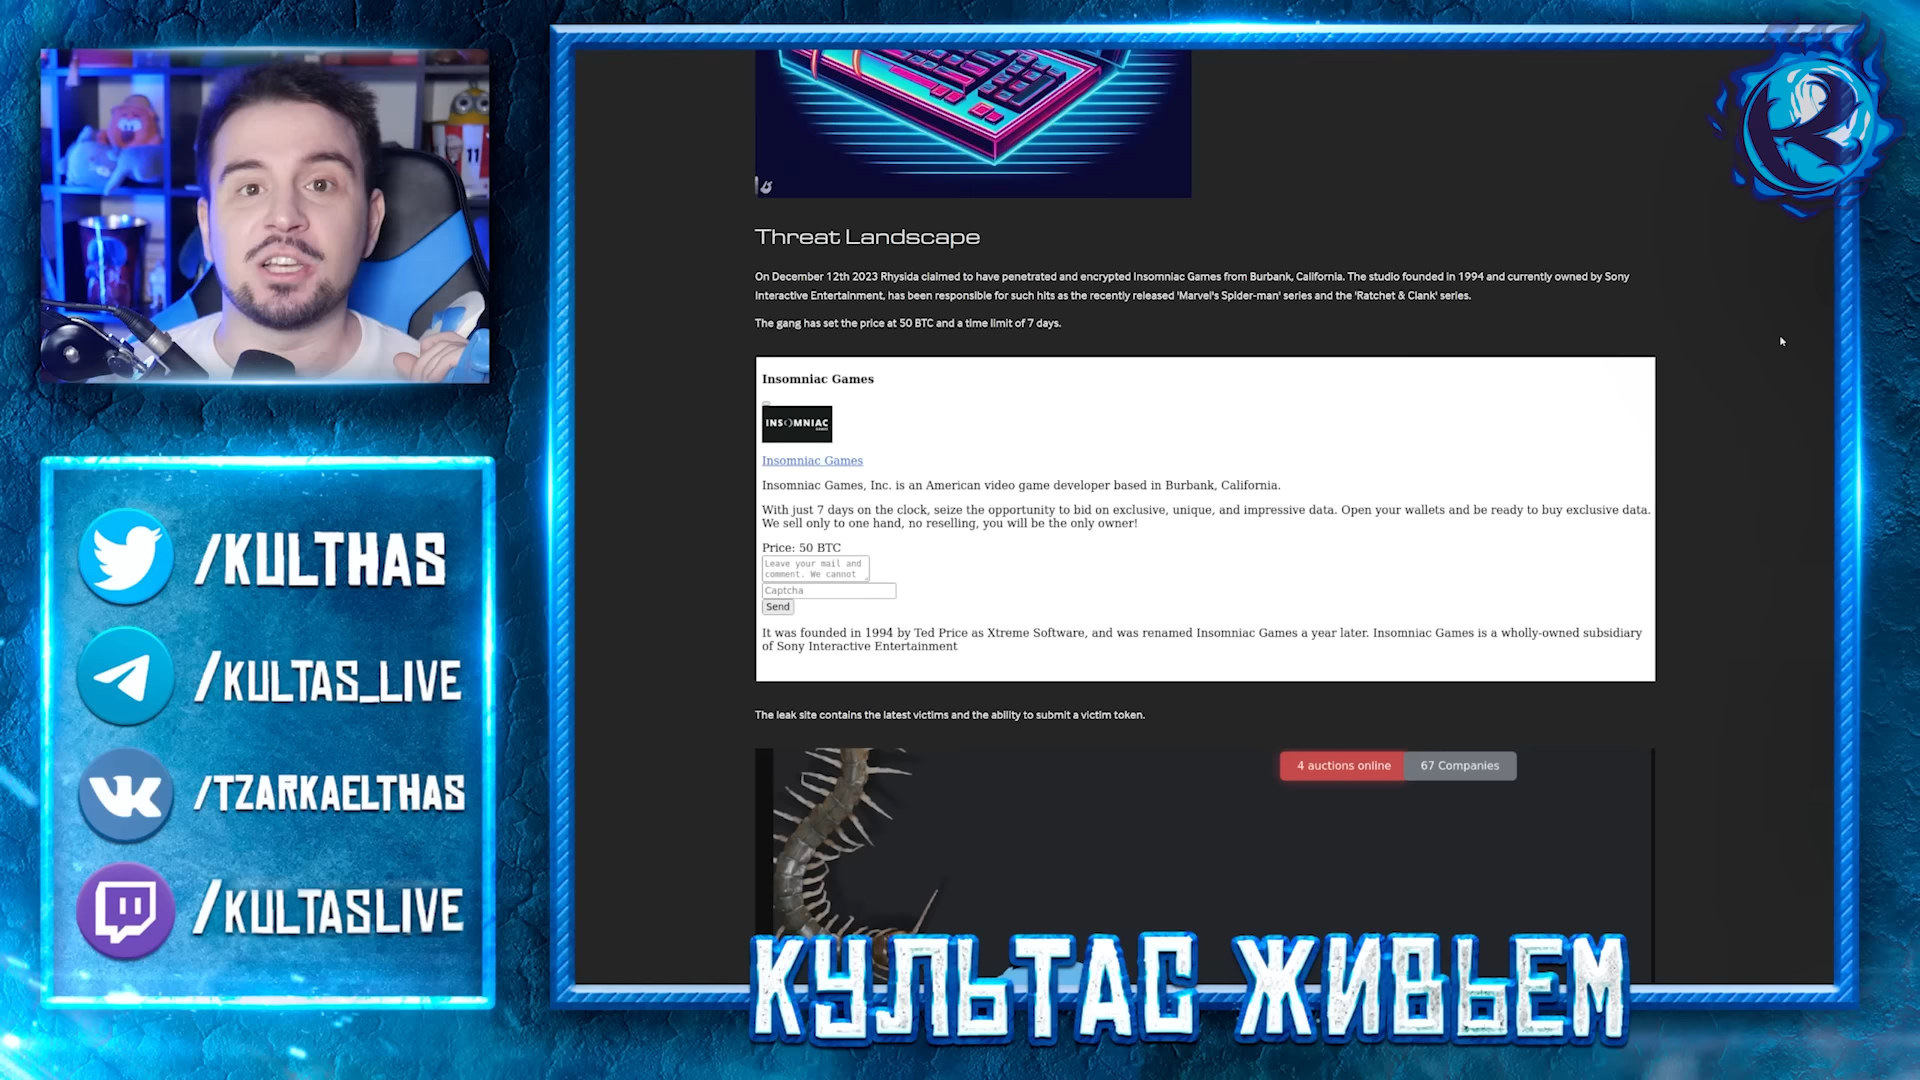 11
Threat Landscape
On December 12th 2023 Rhysida claimed to have penetrated and encrypted Insomniac Games from Burbank, California. The studio founded in 1994 and currently owned by Sony
Interactive Entertainment, has been responsible for such hits as the recently released 'Marvel's Spider-man' series and the 'Ratchet & Clank' series.
The gang has set the price at 50 BTC and a time limit of 7 days.
Insomniac Games
INSOMNIAC
GAMES
Insomniac Games
Insomniac Games, Inc. is an American video game developer based in Burbank, California.
With just 7 days on the clock, seize the opportunity to bid on exclusive, unique, and impressive data. Open your wallets and be ready to buy exclusive data.
We sell only to one hand, no reselling, you will be the only owner!
Price: 50 BTC
Leave your mail and
comment. We cannot
Captcha
Send
It was founded in 1994 by Ted Price as Xtreme Software, and was renamed Insomniac Games a year later. Insomniac Games is a wholly-owned subsidiary
of Sony Interactive Entertainment
The leak site contains the latest victims and the ability to submit a victim token.
4 auctions online
67 Companies
/KULTHAS
/KULTAS_LIVE
/TZARKAELTHAS
/KULTASLIVE
КУЛЬТАС ЖИВЬЕМ